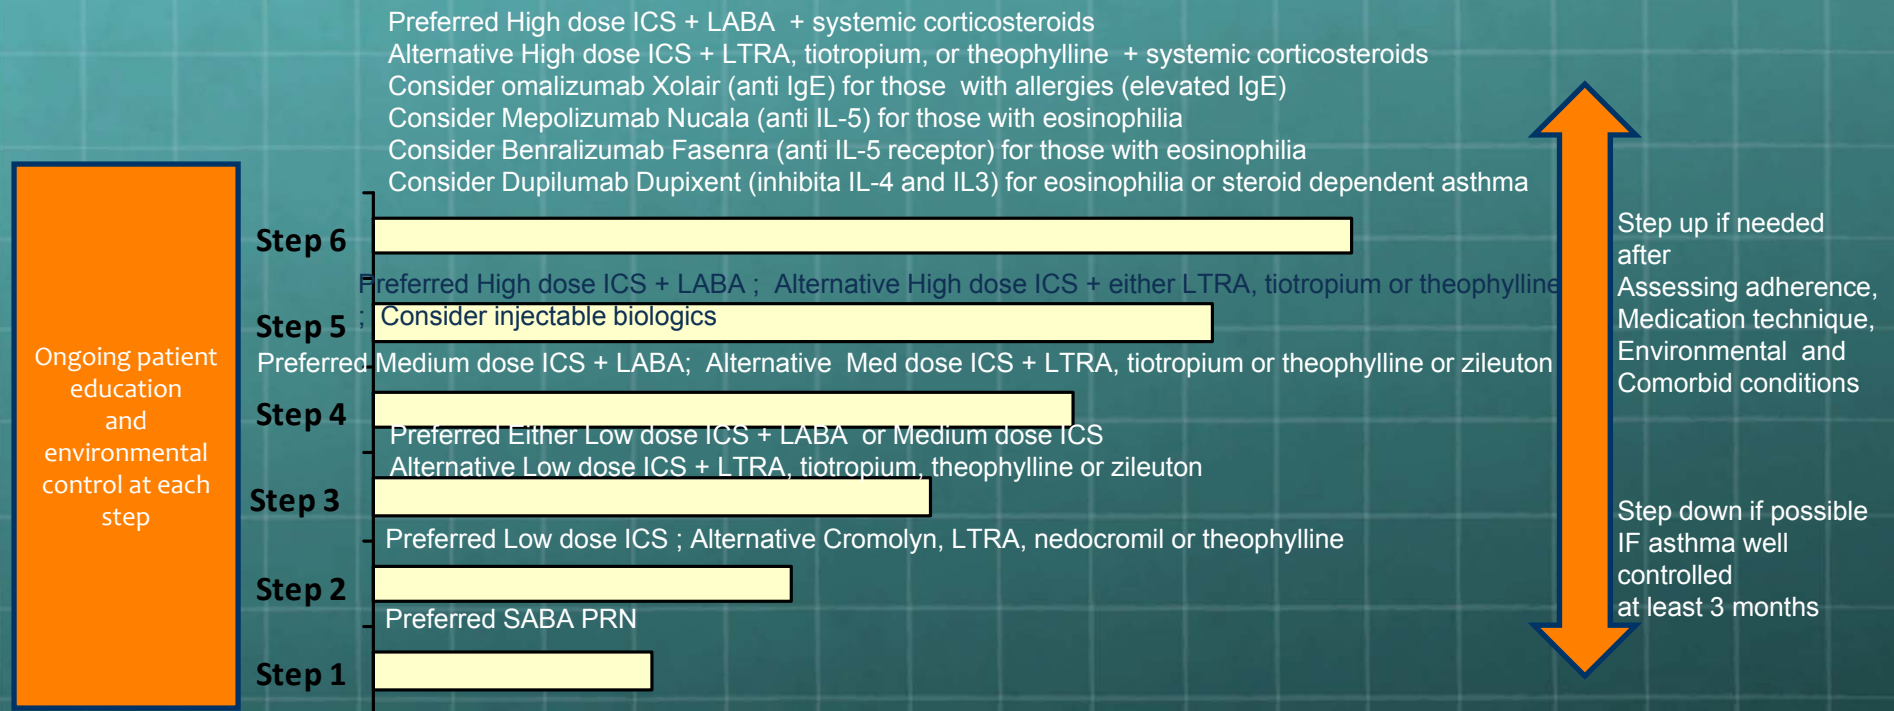 Preferred High dose ICS + LABA  + systemic corticosteroids
Alternative High dose ICS + LTRA, tiotropium, or theophylline  + systemic corticosteroids
Consider omalizumab Xolair (anti IgE) for those  with allergies (elevated IgE)
Consider Mepolizumab Nucala (anti IL-5) for those with eosinophilia
Consider Benralizumab Fasenra (anti IL-5 receptor) for those with eosinophilia
Consider Dupilumab Dupixent (inhibita IL-4 and IL3) for eosinophilia or steroid dependent asthma
Step 6
Preferred High dose ICS + LABA ;  Alternative High dose ICS + either LTRA, tiotropium or theophylline
;  Consider injectable biologics
Step 5
Preferred Medium dose ICS + LABA;  Alternative  Med dose ICS + LTRA, tiotropium or theophylline or zileuton
Step 4
Preferred Either Low dose ICS + LABA  or Medium dose ICS
Alternative Low dose ICS + LTRA, tiotropium, theophylline or zileuton
Step 3
Preferred Low dose ICS ; Alternative Cromolyn, LTRA, nedocromil or theophylline
Step 2
Preferred SABA PRN
Step 1
Ongoing patient
education
and
environmental
control at each
step
Step up if needed
after
Assessing adherence,
Medication technique,
Environmental  and
Comorbid conditions
Step down if possible
IF asthma well
controlled
at least 3 months